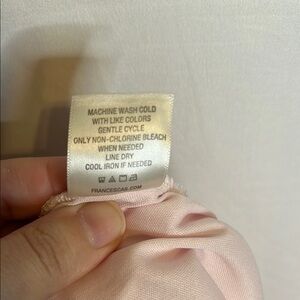 MACHINE WASH COLD
WITH LIKE COLORS
GENTLE CYCLE
ONLY NON-CHLORINE BLEACH
WHEN NEEDED
LINE DRY
COOL IRON IF NEEDED
FRANCESCAS.COM